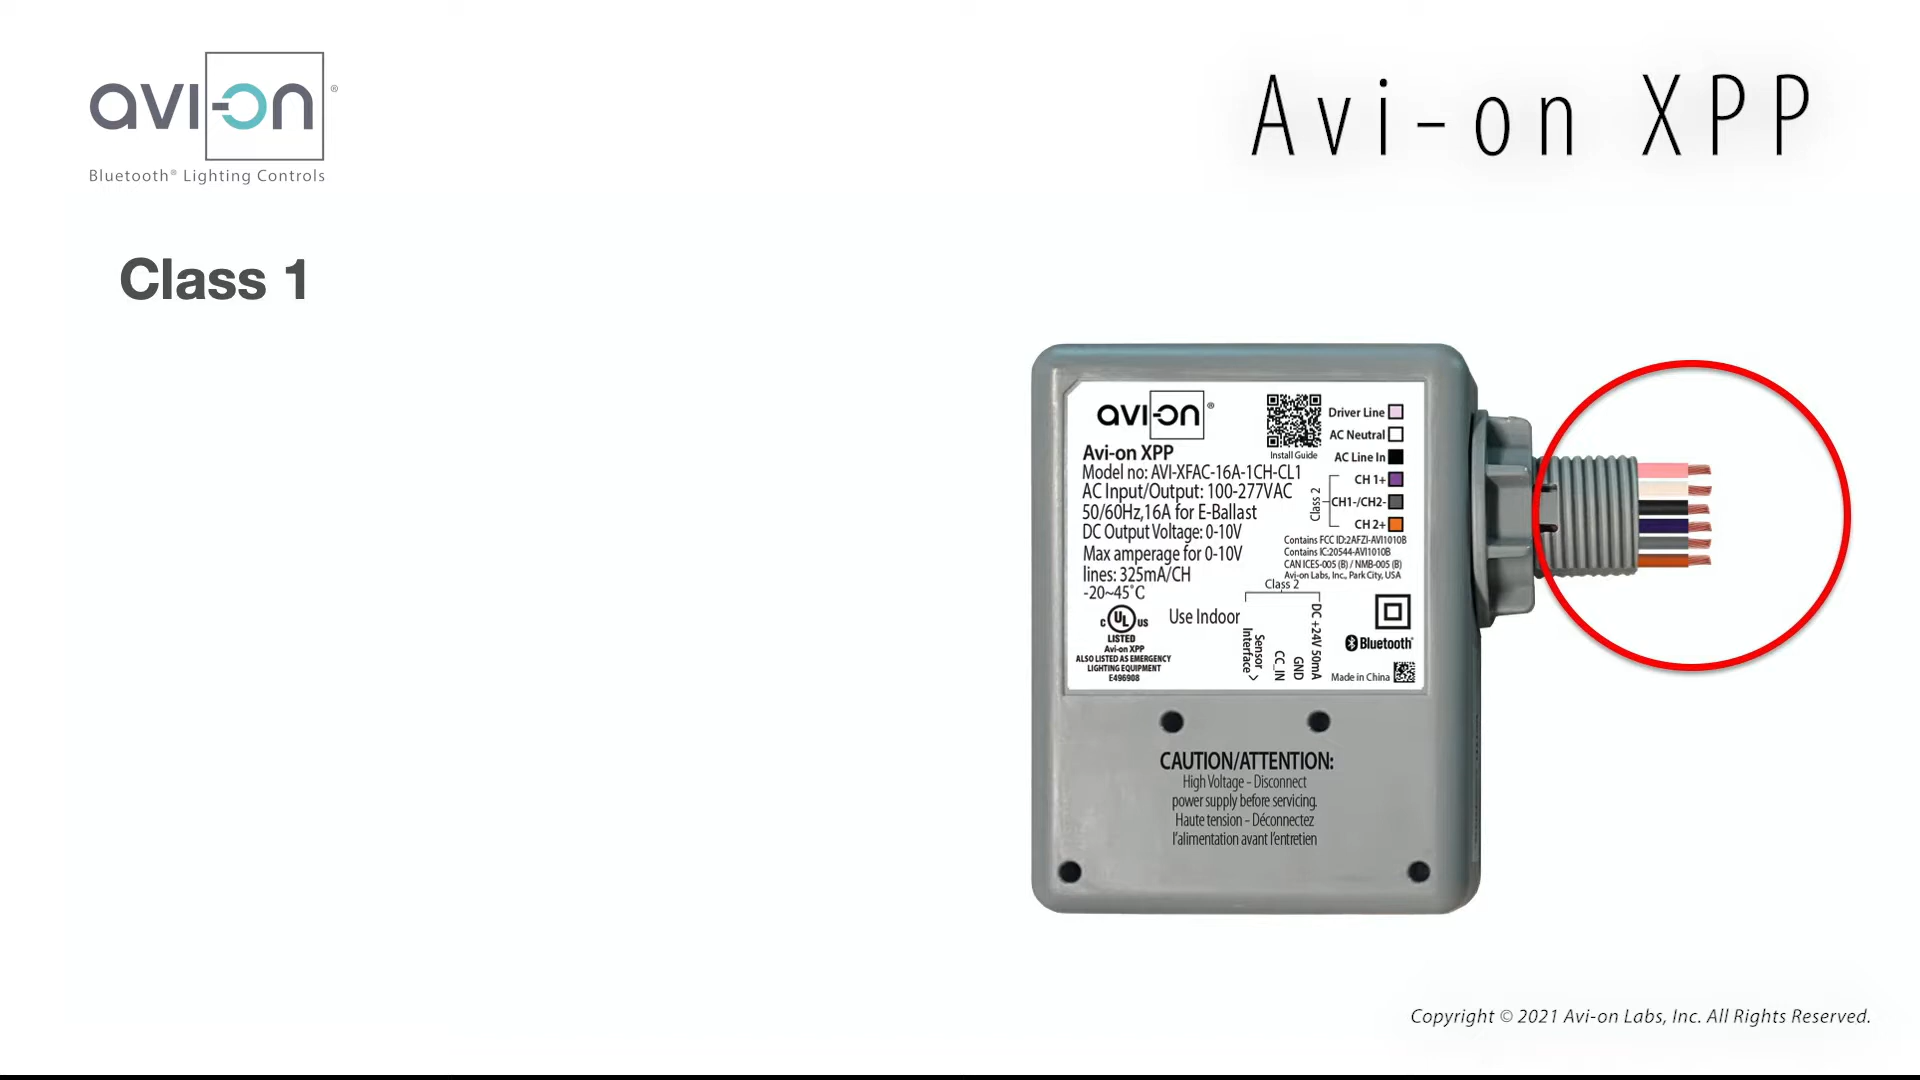 avi-on®
Bluetooth® Lighting Controls
Avi-on XPP
Class 1
avi-on®
Avi-on XPP
Model no: AVI-XFAC-16A-1CH-CL1
AC Input/Output: 100-277VAC
50/60Hz,16A for E-Ballast
DC Output Voltage: 0-10V
Max amperage for 0-10V
lines: 325mA/CH
-20~45°C
Install Guide
Driver Line
AC Neutral
AC Line In
Class 2
CH 1+
CH1-/CH2-
CH 2+
Contains FCC ID:2AFZI-AVI1010B
Contains IC:20544-AVI1010B
CAN ICES-005 (B) / NMB-005 (B)
Avi-on Labs, Inc., Park City, USA
Class 2
c UL us
LISTED
Avi-on XPP
ALSO LISTED AS EMERGENCY
LIGHTING EQUIPMENT
E496908
Use Indoor
Sensor
Interface >
CC_IN
GND
DC +24V 50mA
Bluetooth®
Made in China
CAUTION/ATTENTION:
High Voltage - Disconnect
power supply before servicing.
Haute tension - Déconnectez
l'alimentation avant l'entretien
Copyright © 2021 Avi-on Labs, Inc. All Rights Reserved.